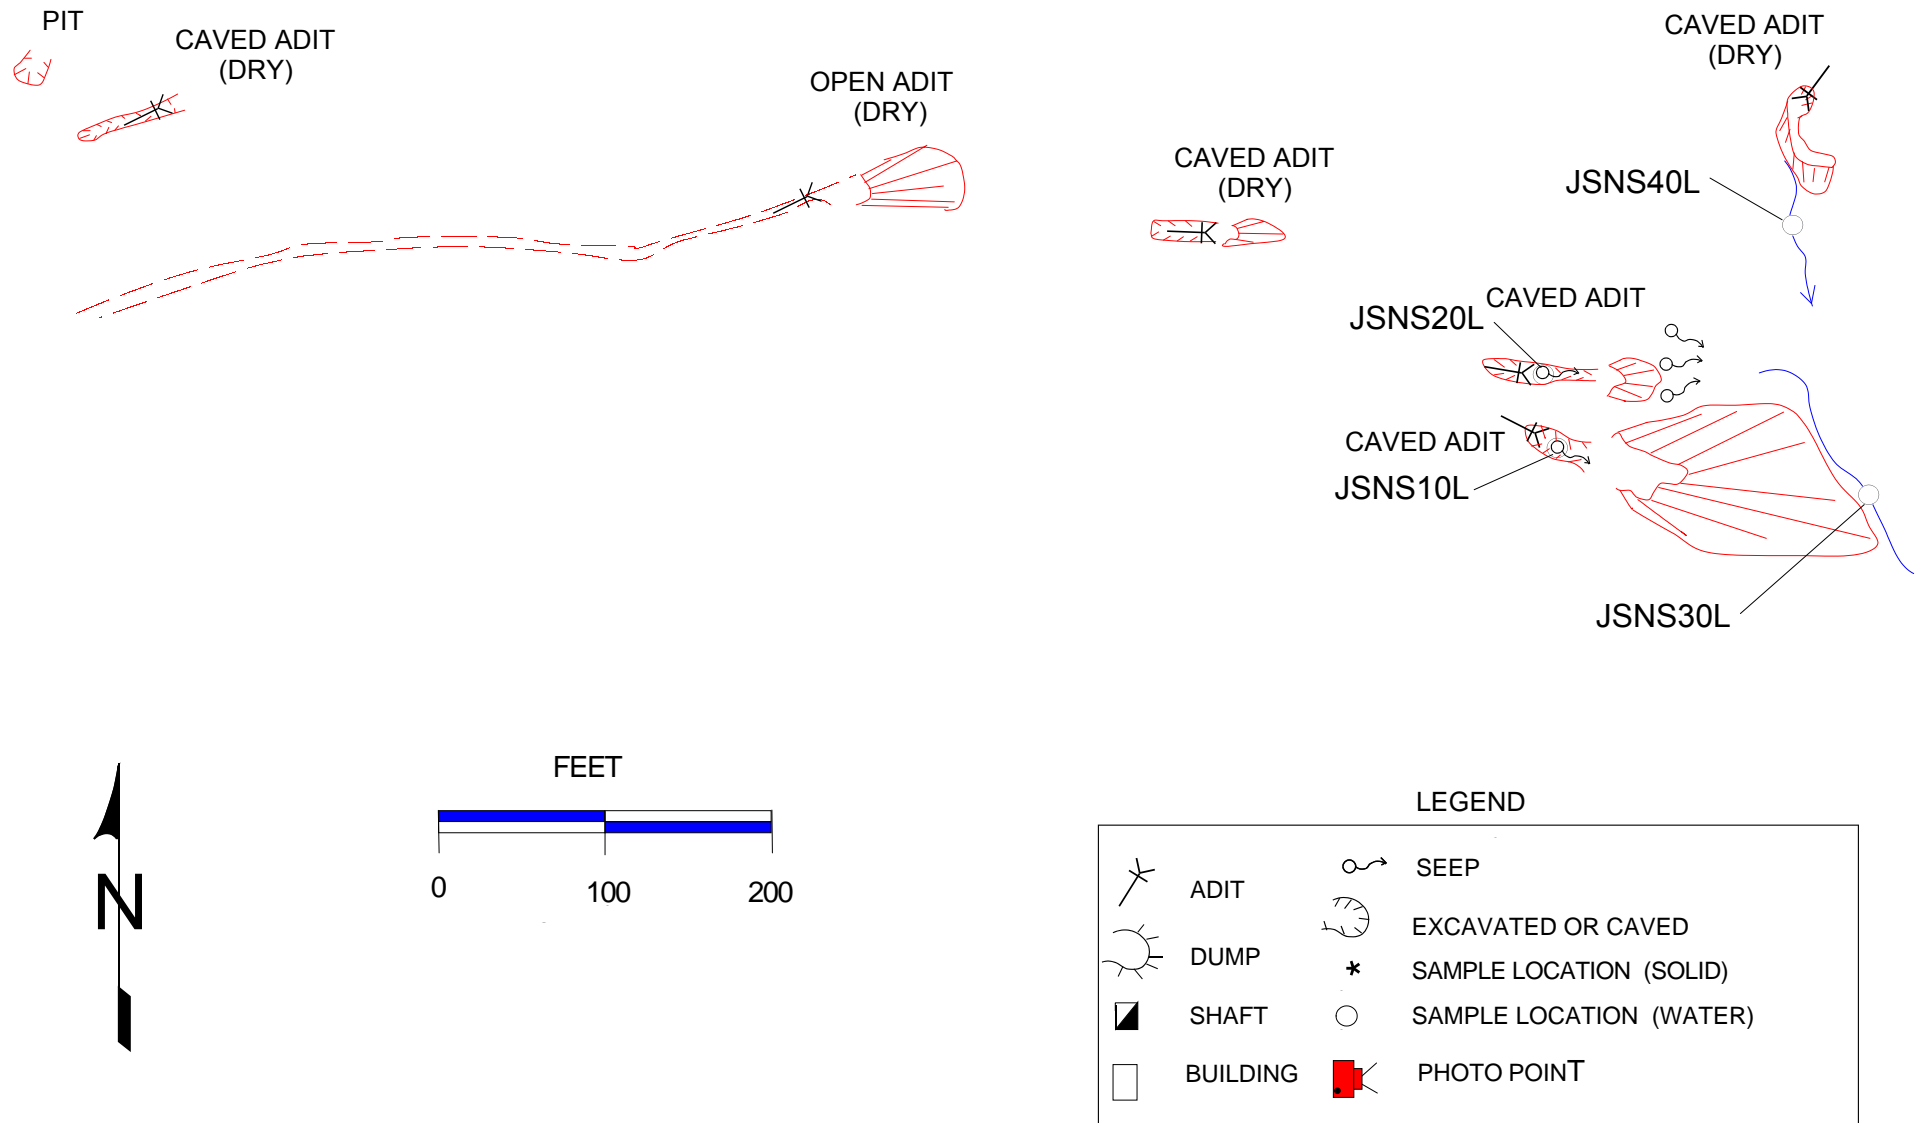 PIT
CAVED ADIT
(DRY)
OPEN ADIT
(DRY)
CAVED ADIT
(DRY)
CAVED ADIT
(DRY)
JSNS40L
CAVED ADIT
JSNS20L
CAVED ADIT
JSNS10L
JSNS30L
N
FEET
0 100 200
LEGEND
ADIT
DUMP
SHAFT
BUILDING
SEEP
EXCAVATED OR CAVED
SAMPLE LOCATION (SOLID)
SAMPLE LOCATION (WATER)
PHOTO POINT